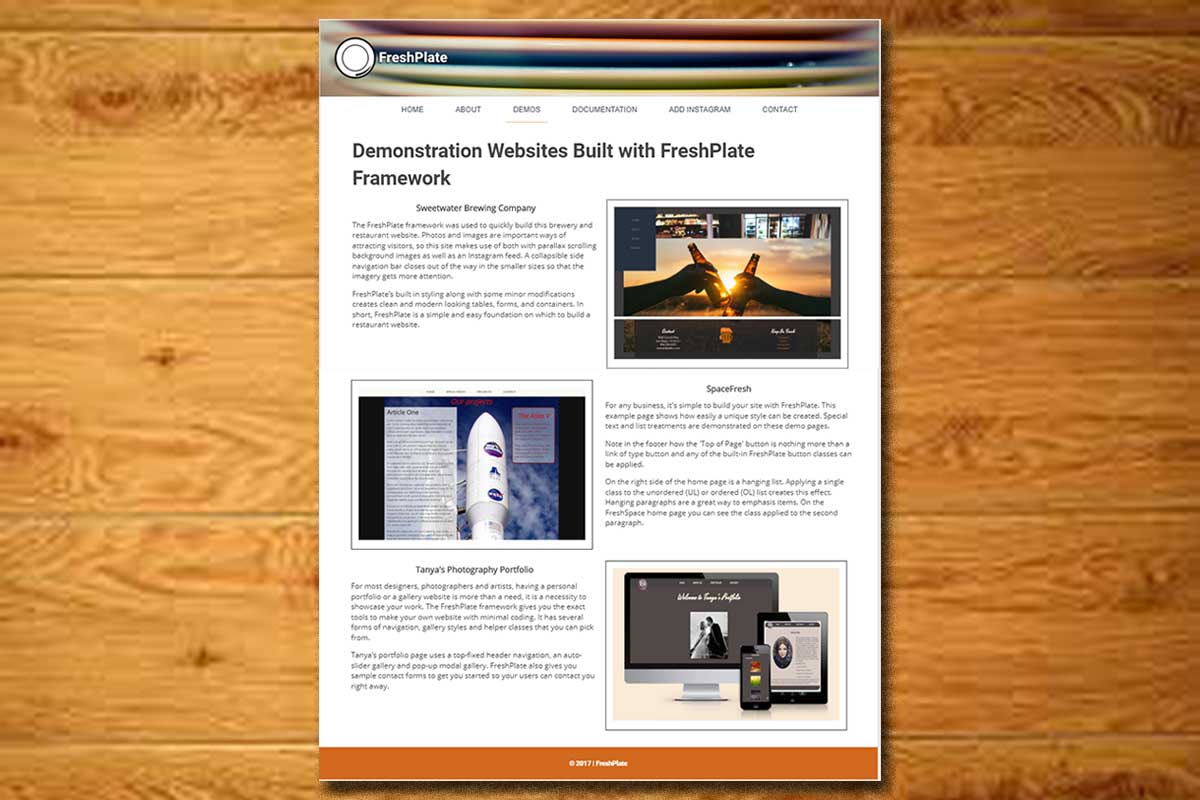 FreshPlate
HOME ABOUT DEMOS DOCUMENTATION ADD INSTAGRAM CONTACT
Demonstration Websites Built with FreshPlate
Framework
Sweetwater Brewing Company
The FreshPlate framework was used to quickly build this brewery and
restaurant website. Photos and images are important ways of
attracting visitors, so this site makes use of both with parallax scrolling
background images as well as an Instagram feed. A collapsible side
navigation bar closes out of the way in the smaller sizes so that the
imagery gets more attention.
FreshPlate's built in styling along with some minor modifications
creates clean and modern looking tables, forms, and containers. In
short, FreshPlate is a simple and easy foundation on which to build a
restaurant website.
Contact
Keep In Touch
Our projects
Article One
The Atlas V
SpaceFresh
For any business, it's simple to build your site with FreshPlate. This
example page shows how easily a unique style can be created. Special
text and list treatments are demonstrated on these demo pages.
Note in the footer how the 'Top of Page' button is nothing more than a
link of type button and any of the built-in FreshPlate button classes can
be applied.
On the right side of the home page is a hanging list. Applying a single
class to the unordered (UL) or ordered (OL) list creates this effect.
Hanging paragraphs are a great way to emphasis items. On the
FreshSpace home page you can see the class applied to the second
paragraph.
Tanya's Photography Portfolio
For most designers, photographers and artists, having a personal
portfolio or a gallery website is more than a need, it is a necessity to
showcase your work. The FreshPlate framework gives you the exact
tools to make your own website with minimal coding. It has several
forms of navigation, gallery styles and helper classes that you can pick
from.
Tanya's portfolio page uses a top-fixed header navigation, an auto-
slider gallery and pop-up modal gallery. FreshPlate also gives you
sample contact forms to get you started so your users can contact you
right away.
Welcome to Tanya's Portfolio
© 2017 | FreshPlate